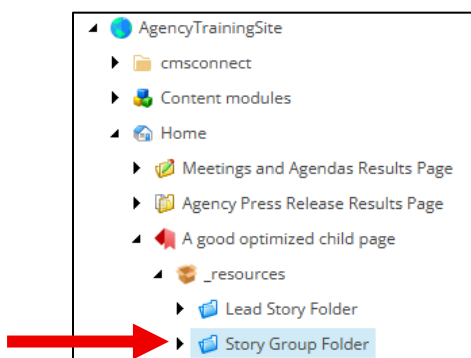 AgencyTrainingSite
cmsconnect
Content modules
Home
Meetings and Agendas Results Page
Agency Press Release Results Page
A good optimized child page
_resources
Lead Story Folder
Story Group Folder